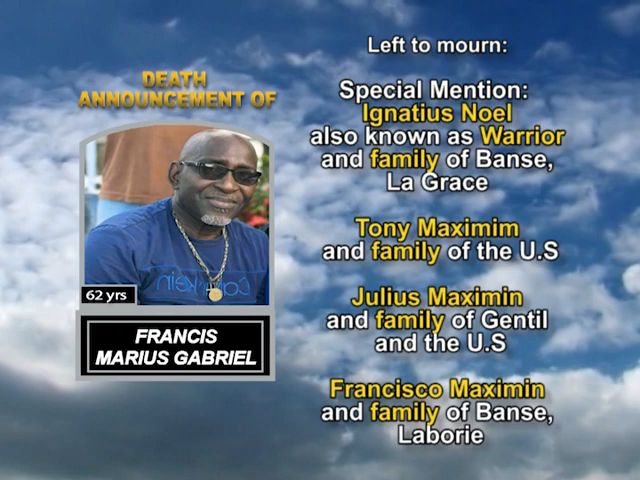 DEATH
ANNOUNCEMENT OF
Calvin Klein
62 yrs
FRANCIS
MARIUS GABRIEL
Left to mourn:
Special Mention:
Ignatius Noel
also known as Warrior
and family of Banse,
La Grace
Tony Maximim
and family of the U.S
Julius Maximin
and family of Gentil
and the U.S
Francisco Maximin
and family of Banse,
Laborie